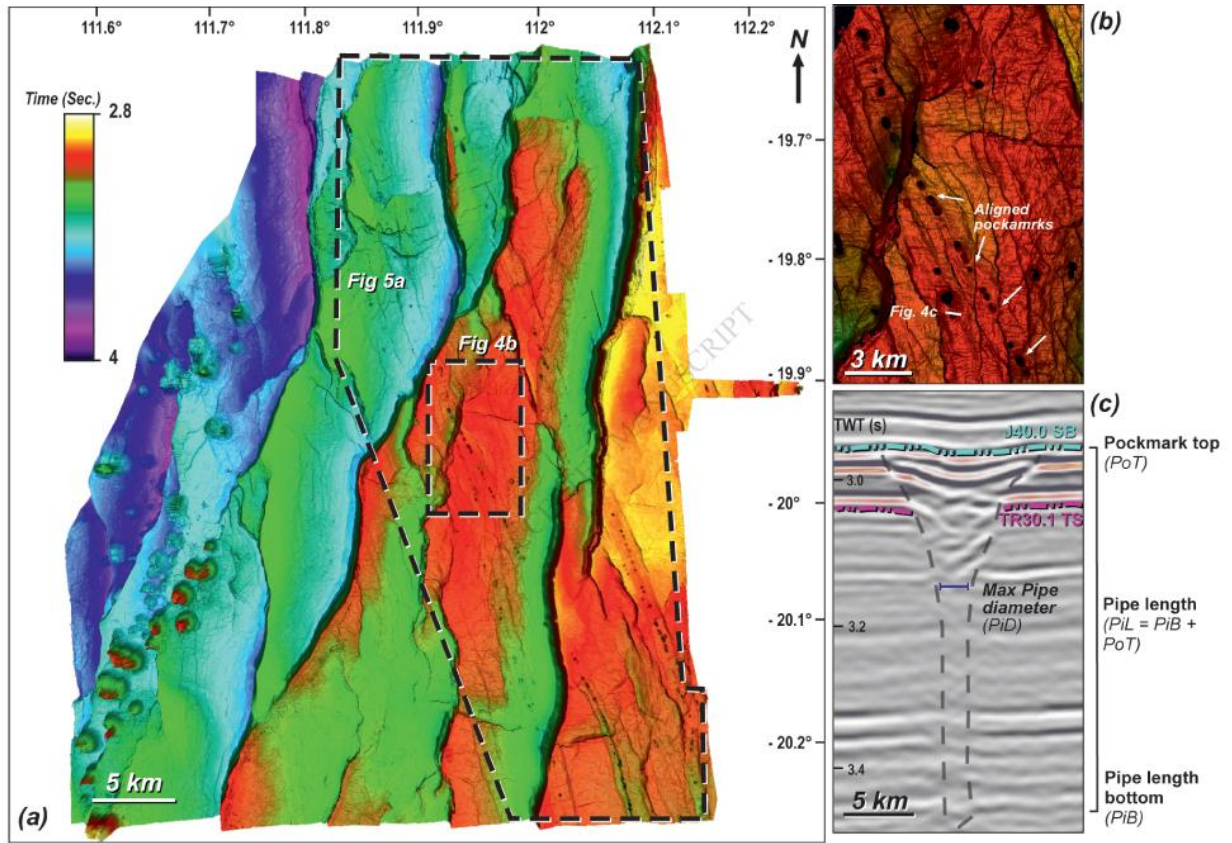 111.6
111.7
111.8
111.9
112
112.1
112.2°
N
Time (Sec.)
2.8
4
- 19.7°
- 19.8°
- 19.9°
- 20°
- 20.1°
- 20.2°
Fig 5a
Fig 4b
CRIPT
5 km
(a)
(b)
Aligned
pockamrks
Fig. 4c
3 km
(c)
TWT (s)
J40.0 SB
3.0
TR30.1 TS
Max Pipe
diameter
(PiD)
3.2
3.4
5 km
Pockmark top
(PoT)
Pipe length
(PiL = PiB +
PoT)
Pipe length
bottom
(PiB)